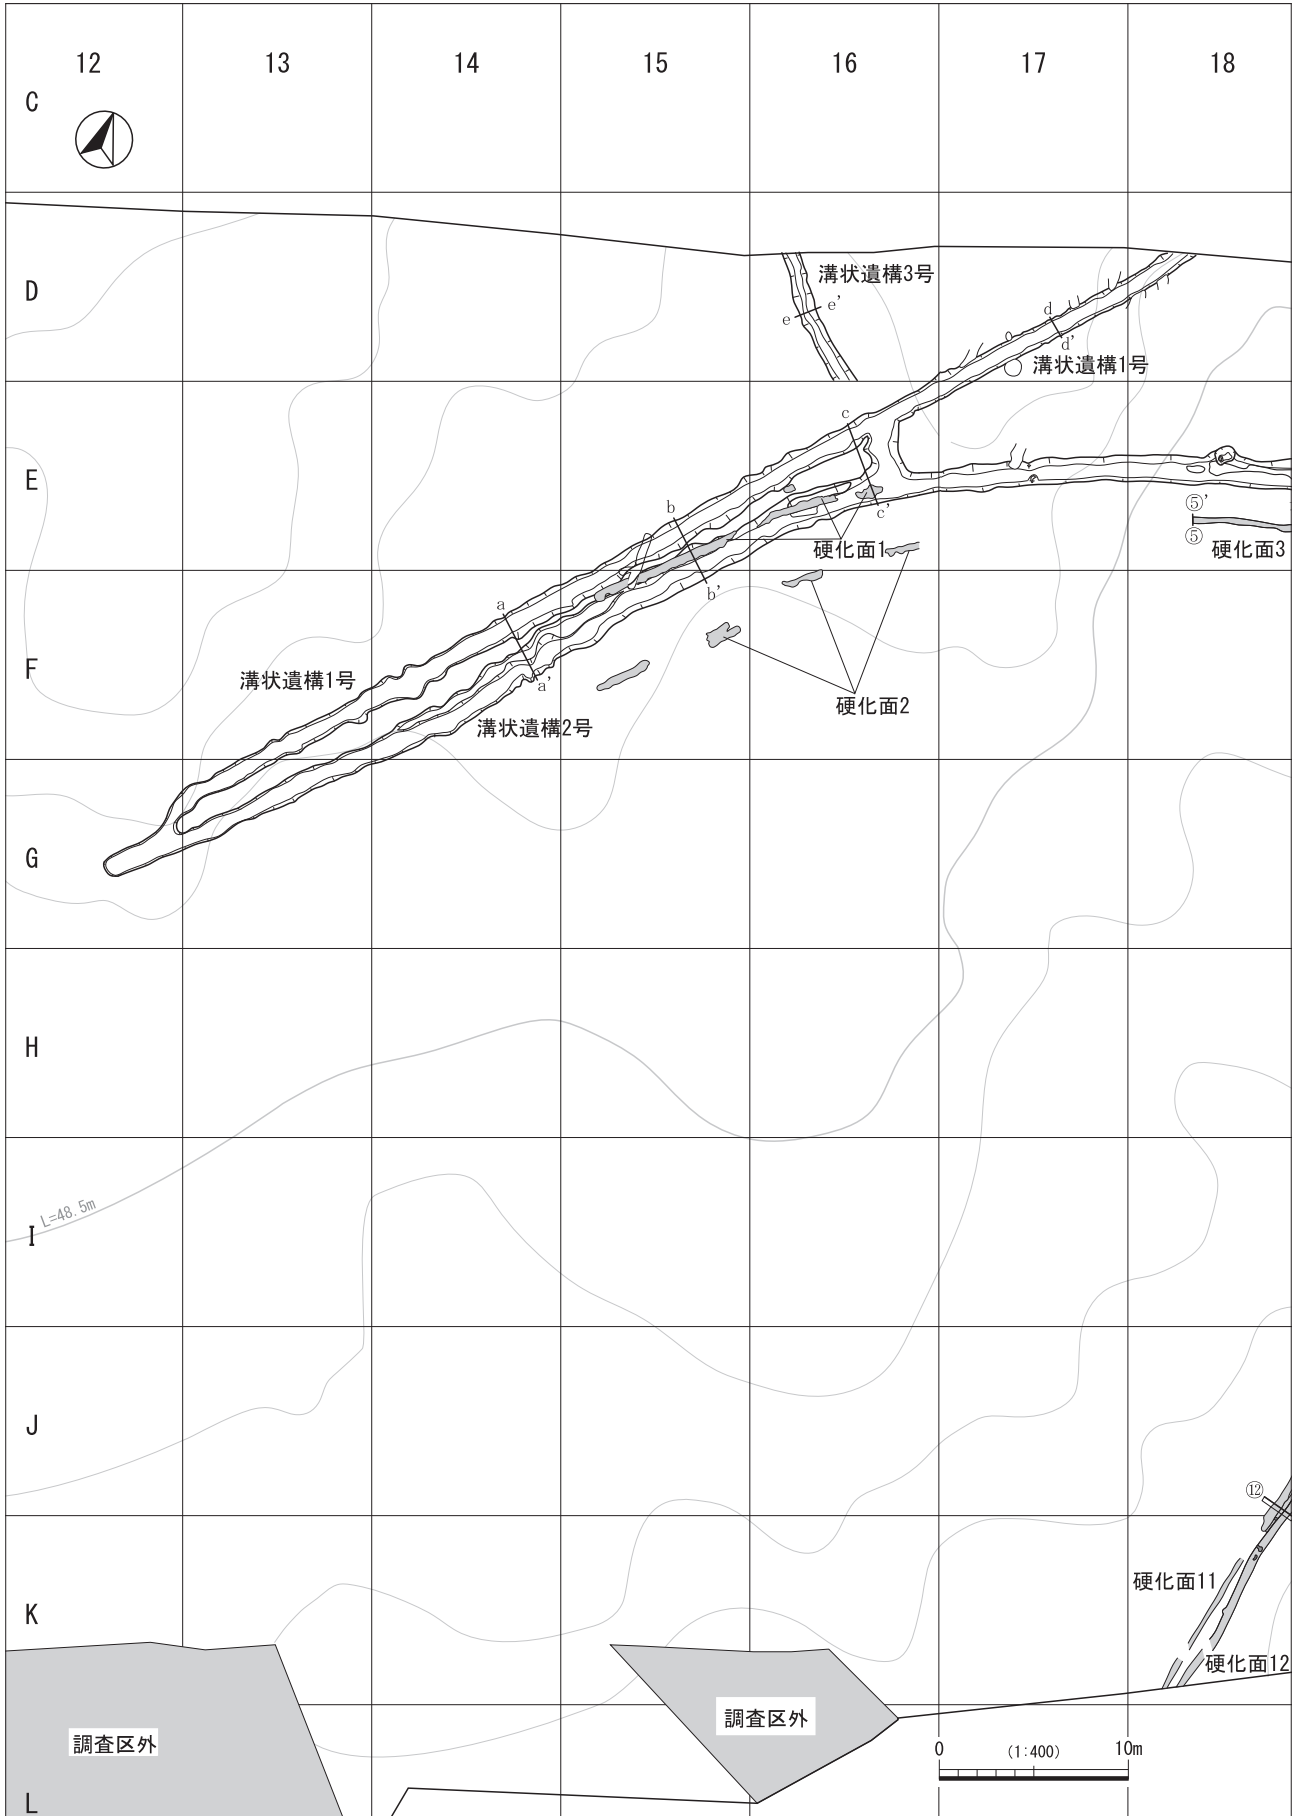 12 13 14 15 16 17 18
C
D
溝状遺構3号
e e'
d
d'
溝状遺構1号
c
E
b
c'
⑤'
⑤
硬化面1
硬化面3
a
b'
F
溝状遺構1号
a'
硬化面2
溝状遺構2号
G
H
L=48.5m
I
J
⑫
硬化面11
K
硬化面12
調査区外
調査区外
0 (1:400) 10m
L